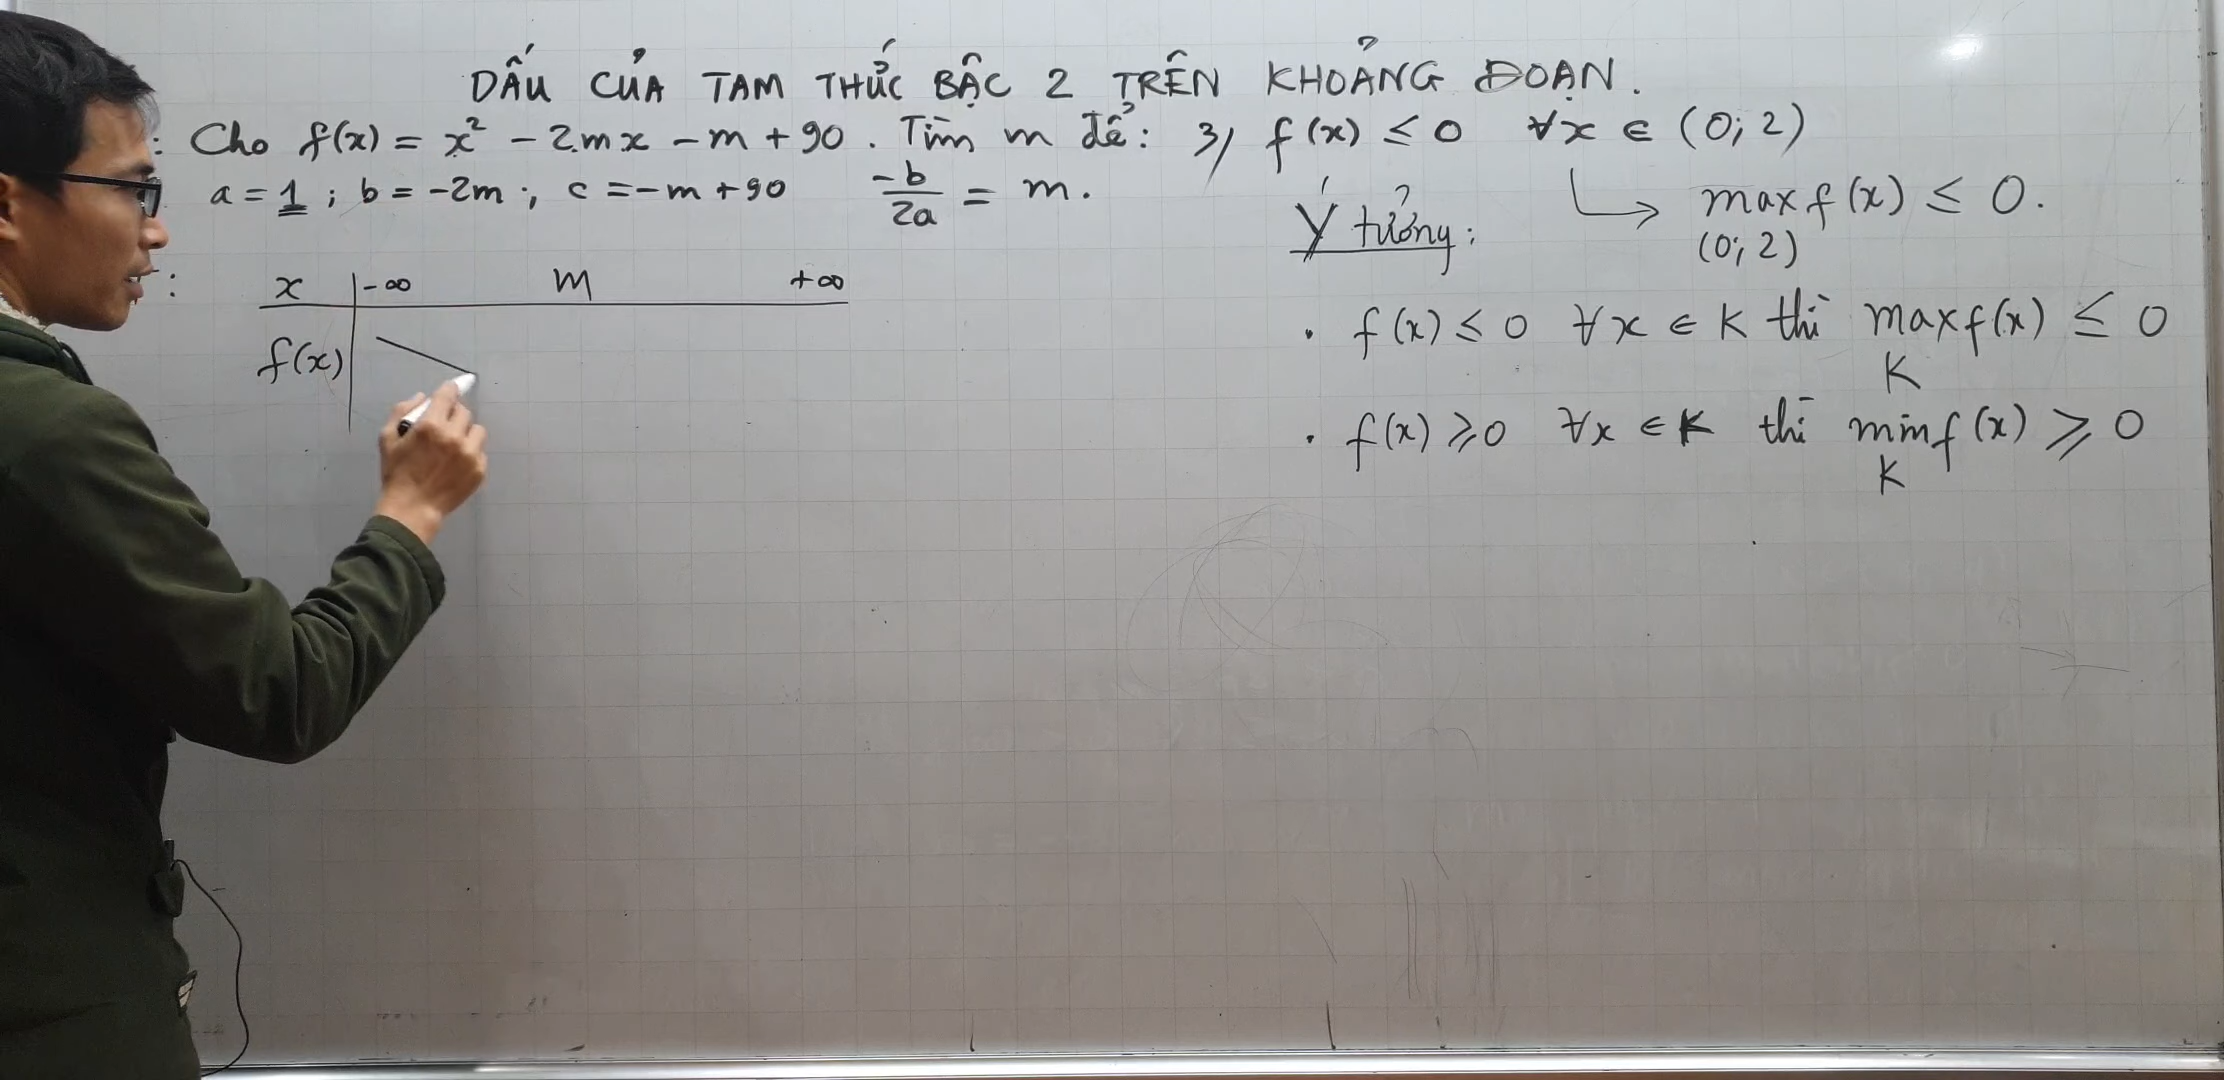 DẤU CỦA TAM THỨC BẬC 2 TRÊN KHOẢNG ĐOẠN.
: Cho f(x) = x² - 2mx - m + 90. Tìm m để: 3) f(x) ≤ 0 ∀x ∈ (0; 2)
a = 1; b = -2m; c = -m + 90 -b/2a = m.
↳ max f(x) ≤ 0.
(0; 2)
Ý tưởng:
: x -∞ m +∞
f(x)
• f(x) ≤ 0 ∀x ∈ K thì max f(x) ≤ 0
K
• f(x) ≥ 0 ∀x ∈ K thì min f(x) ≥ 0
K